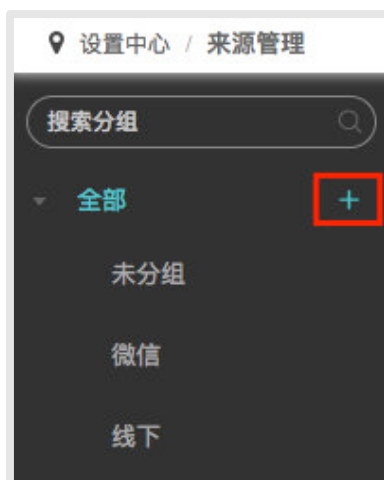 设置中心 / 来源管理
搜索分组
全部 +
未分组
微信
线下